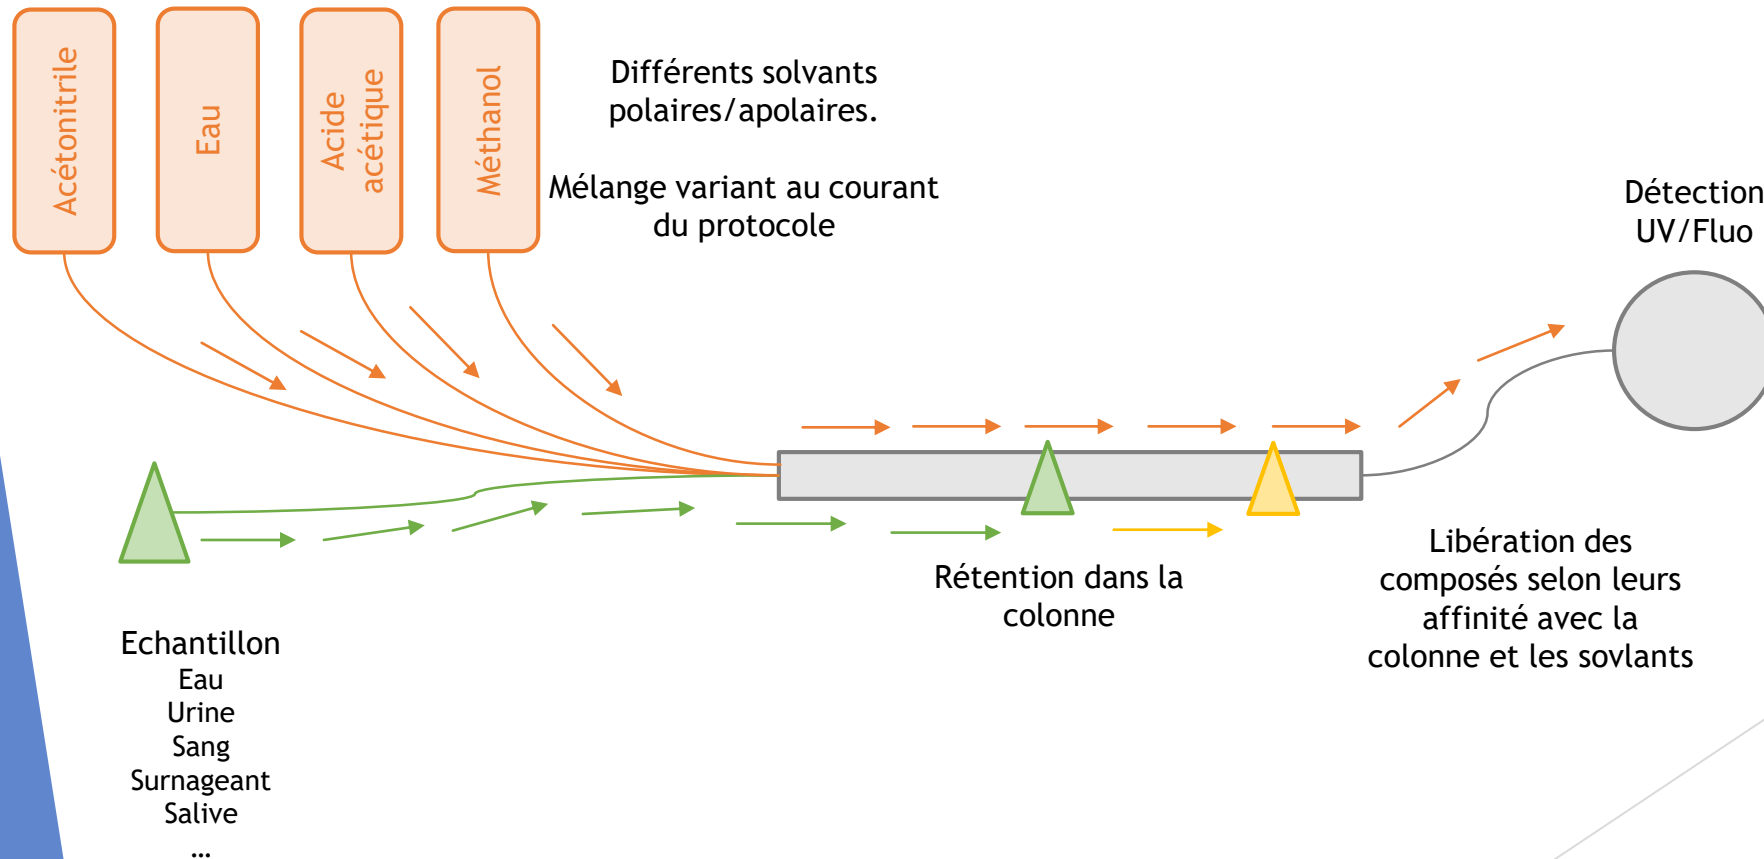 Acétonitrile
Eau
Acide
acétique
Méthanol
Différents solvants
polaires/apolaires.
Mélange variant au courant
du protocole
Détection
UV/Fluo
Rétention dans la
colonne
Libération des
composés selon leurs
affinité avec la
colonne et les sovlants
Echantillon
Eau
Urine
Sang
Surnageant
Salive
…